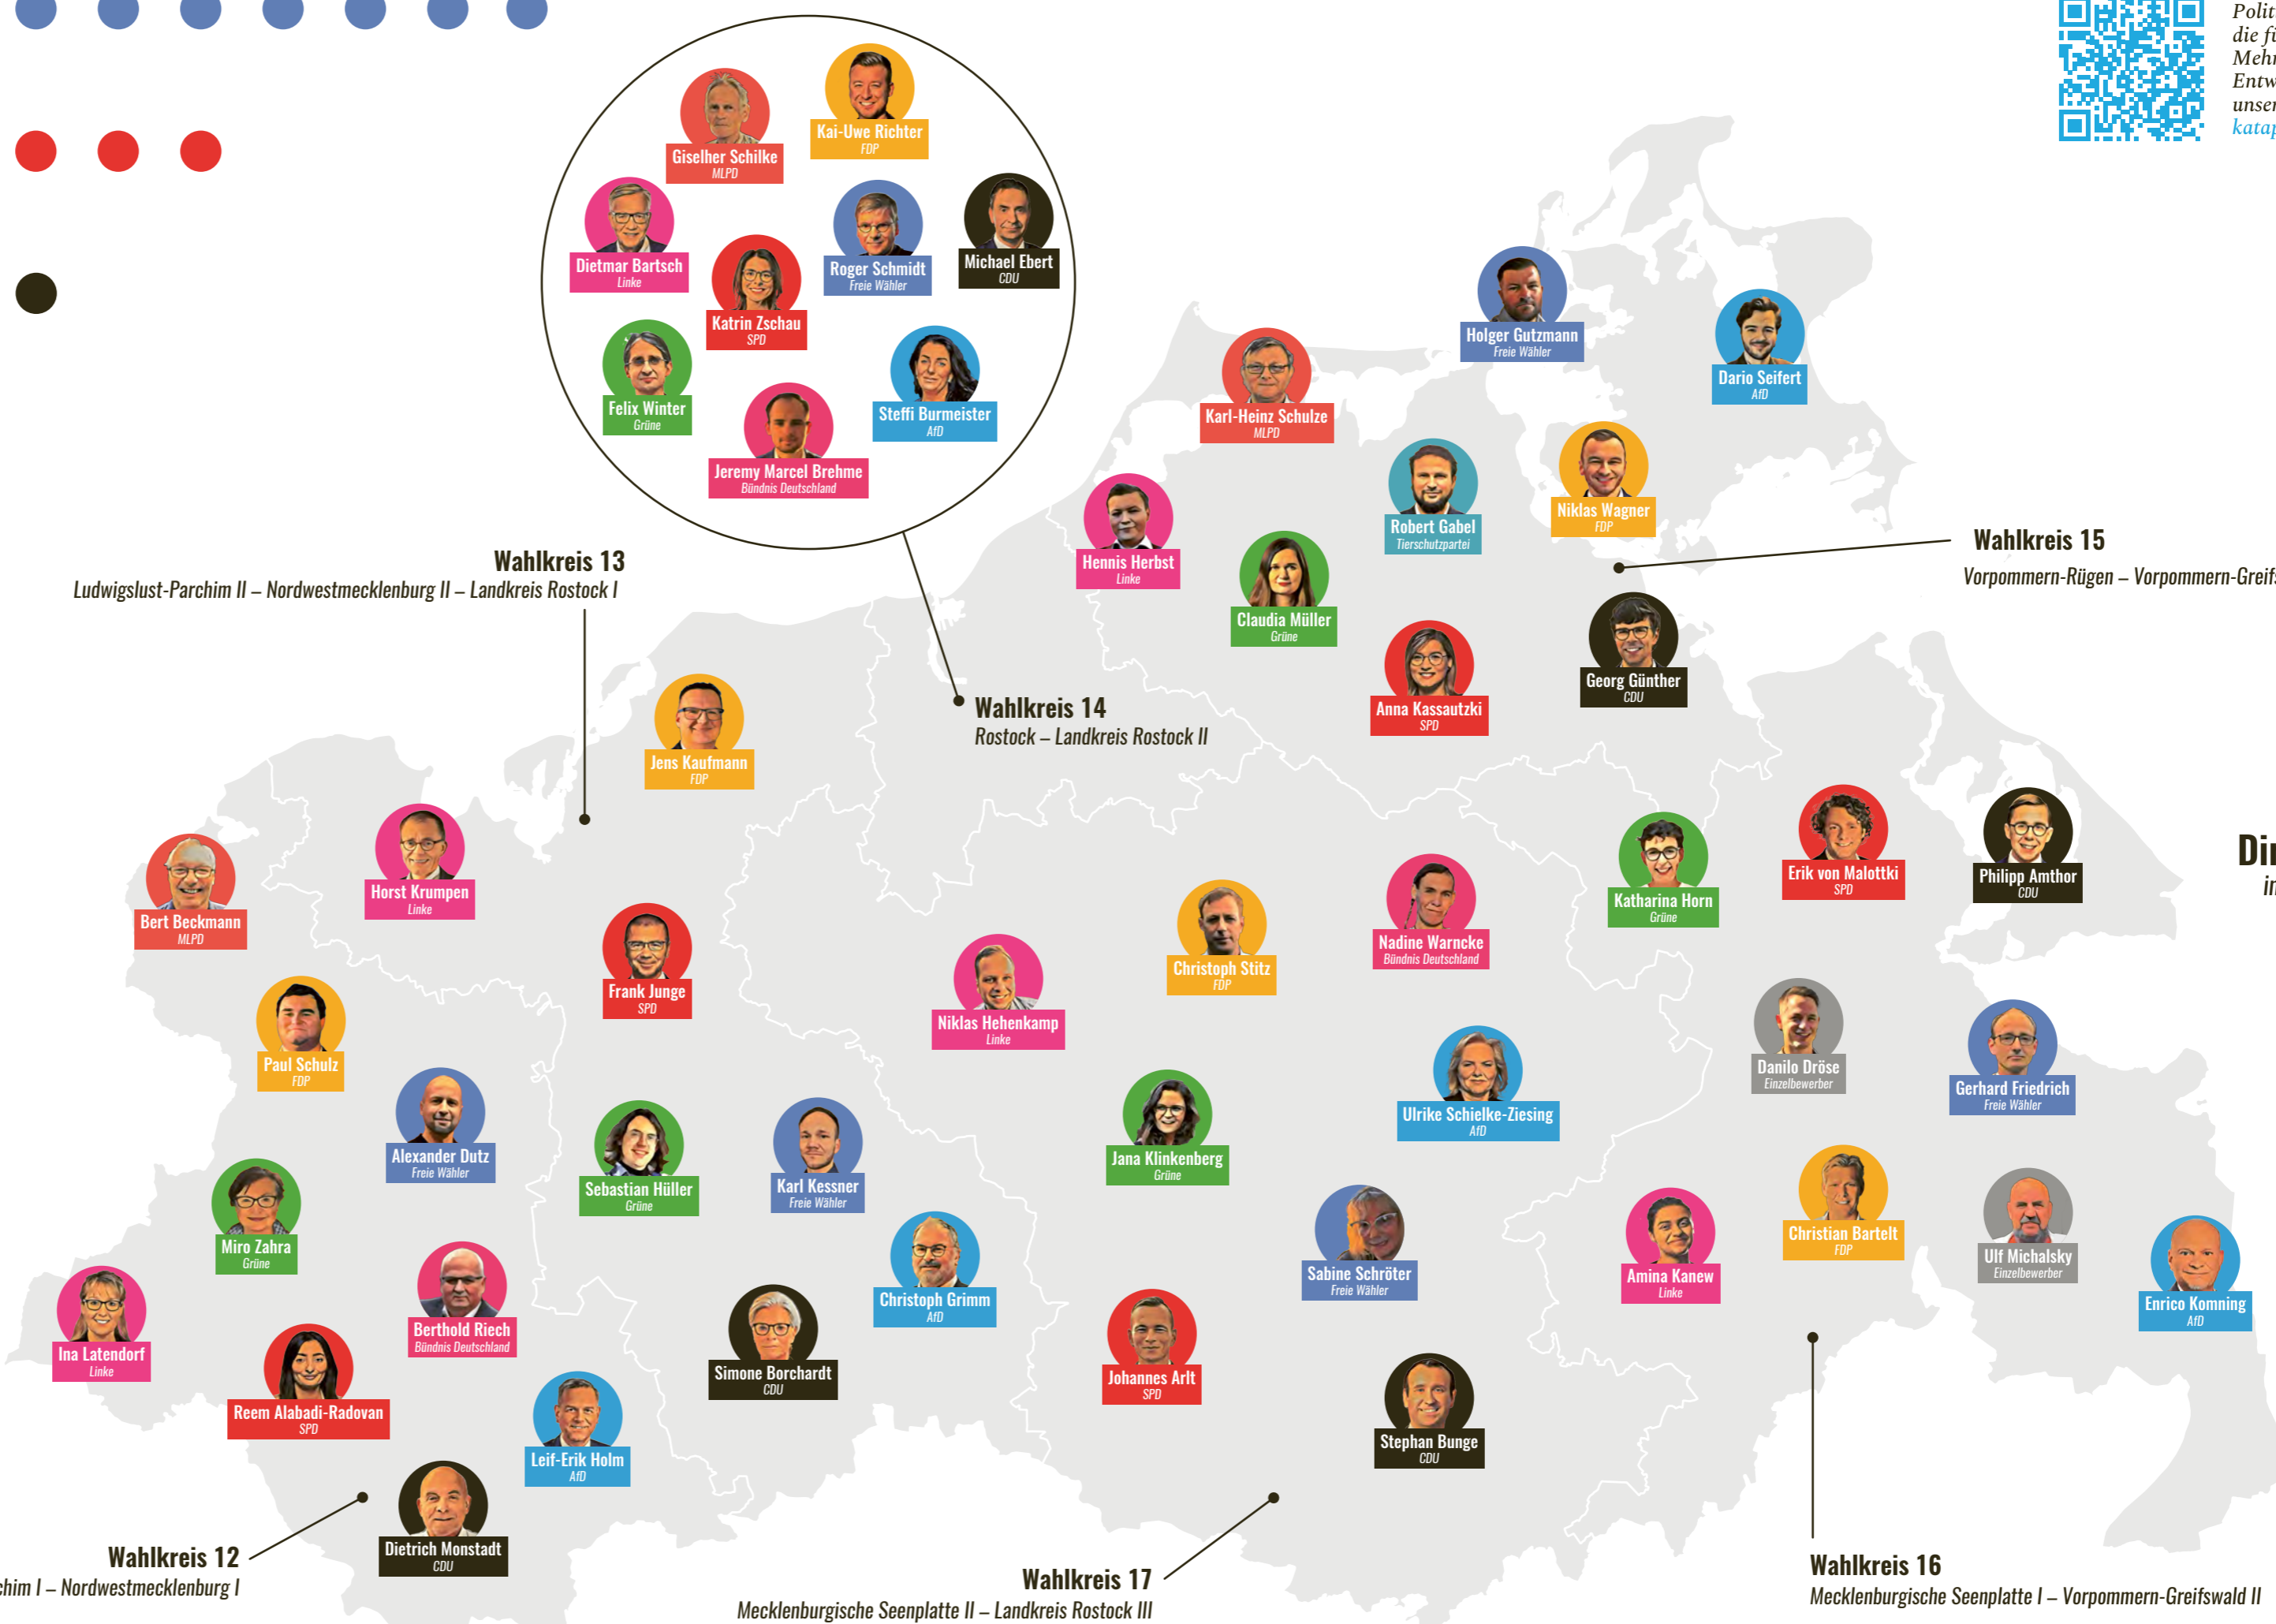 Giselher Schilke
MLPD
Kai-Uwe Richter
FDP
Dietmar Bartsch
Linke
Katrin Zschau
SPD
Roger Schmidt
Freie Wähler
Michael Ebert
CDU
Felix Winter
Grüne
Jeremy Marcel Brehme
Bündnis Deutschland
Steffi Burmeister
AfD
Wahlkreis 14
Rostock – Landkreis Rostock II
Holger Gutzmann
Freie Wähler
Dario Seifert
AfD
Karl-Heinz Schulze
MLPD
Robert Gabel
Tierschutzpartei
Niklas Wagner
FDP
Hennis Herbst
Linke
Claudia Müller
Grüne
Anna Kassautzki
SPD
Georg Günther
CDU
Wahlkreis 15
Vorpommern-Rügen – Vorpommern-Greifs
Wahlkreis 13
Ludwigslust-Parchim II – Nordwestmecklenburg II – Landkreis Rostock I
Jens Kaufmann
FDP
Horst Krumpen
Linke
Frank Junge
SPD
Sebastian Hüller
Grüne
Karl Kessner
Freie Wähler
Christoph Grimm
AfD
Simone Borchardt
CDU
Bert Beckmann
MLPD
Paul Schulz
FDP
Alexander Dutz
Freie Wähler
Miro Zahra
Grüne
Ina Latendorf
Linke
Berthold Riech
Bündnis Deutschland
Reem Alabadi-Radovan
SPD
Leif-Erik Holm
AfD
Dietrich Monstadt
CDU
Wahlkreis 12
chim I – Nordwestmecklenburg I
Niklas Hehenkamp
Linke
Christoph Stitz
FDP
Nadine Warncke
Bündnis Deutschland
Jana Klinkenberg
Grüne
Ulrike Schielke-Ziesing
AfD
Sabine Schröter
Freie Wähler
Johannes Arlt
SPD
Stephan Bunge
CDU
Wahlkreis 17
Mecklenburgische Seenplatte II – Landkreis Rostock III
Katharina Horn
Grüne
Erik von Malottki
SPD
Philipp Amthor
CDU
Danilo Dröse
Einzelbewerber
Gerhard Friedrich
Freie Wähler
Amina Kanew
Linke
Christian Bartelt
FDP
Ulf Michalsky
Einzelbewerber
Enrico Komning
AfD
Wahlkreis 16
Mecklenburgische Seenplatte I – Vorpommern-Greifswald II
Polit
die fü
Mehr
Entw
unser
katap
Dir
in